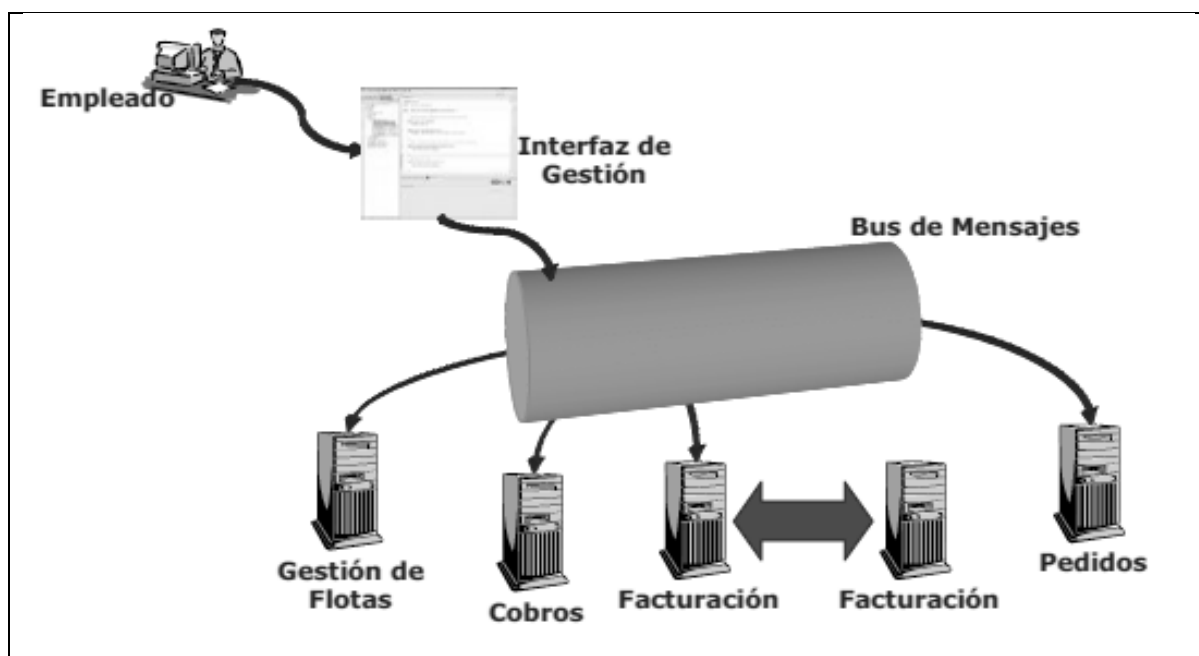 Empleado
Interfaz de
Gestión
Bus de Mensajes
Gestión de
Flotas
Cobros
Facturación
Facturación
Pedidos